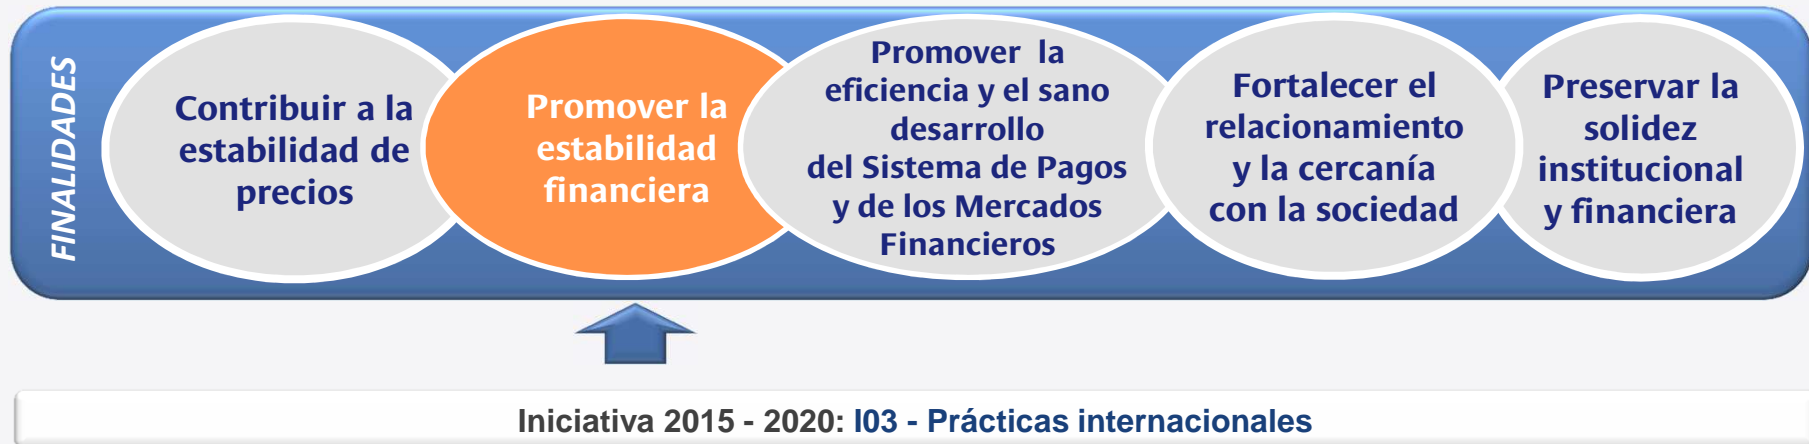 FINALIDADES
Contribuir a la
estabilidad de
precios
Promover la
estabilidad
financiera
Promover la
eficiencia y el sano
desarrollo
del Sistema de Pagos
y de los Mercados
Financieros
Fortalecer el
relacionamiento
y la cercanía
con la sociedad
Preservar la
solidez
institucional
y financiera
Iniciativa 2015 - 2020: I03 - Prácticas internacionales